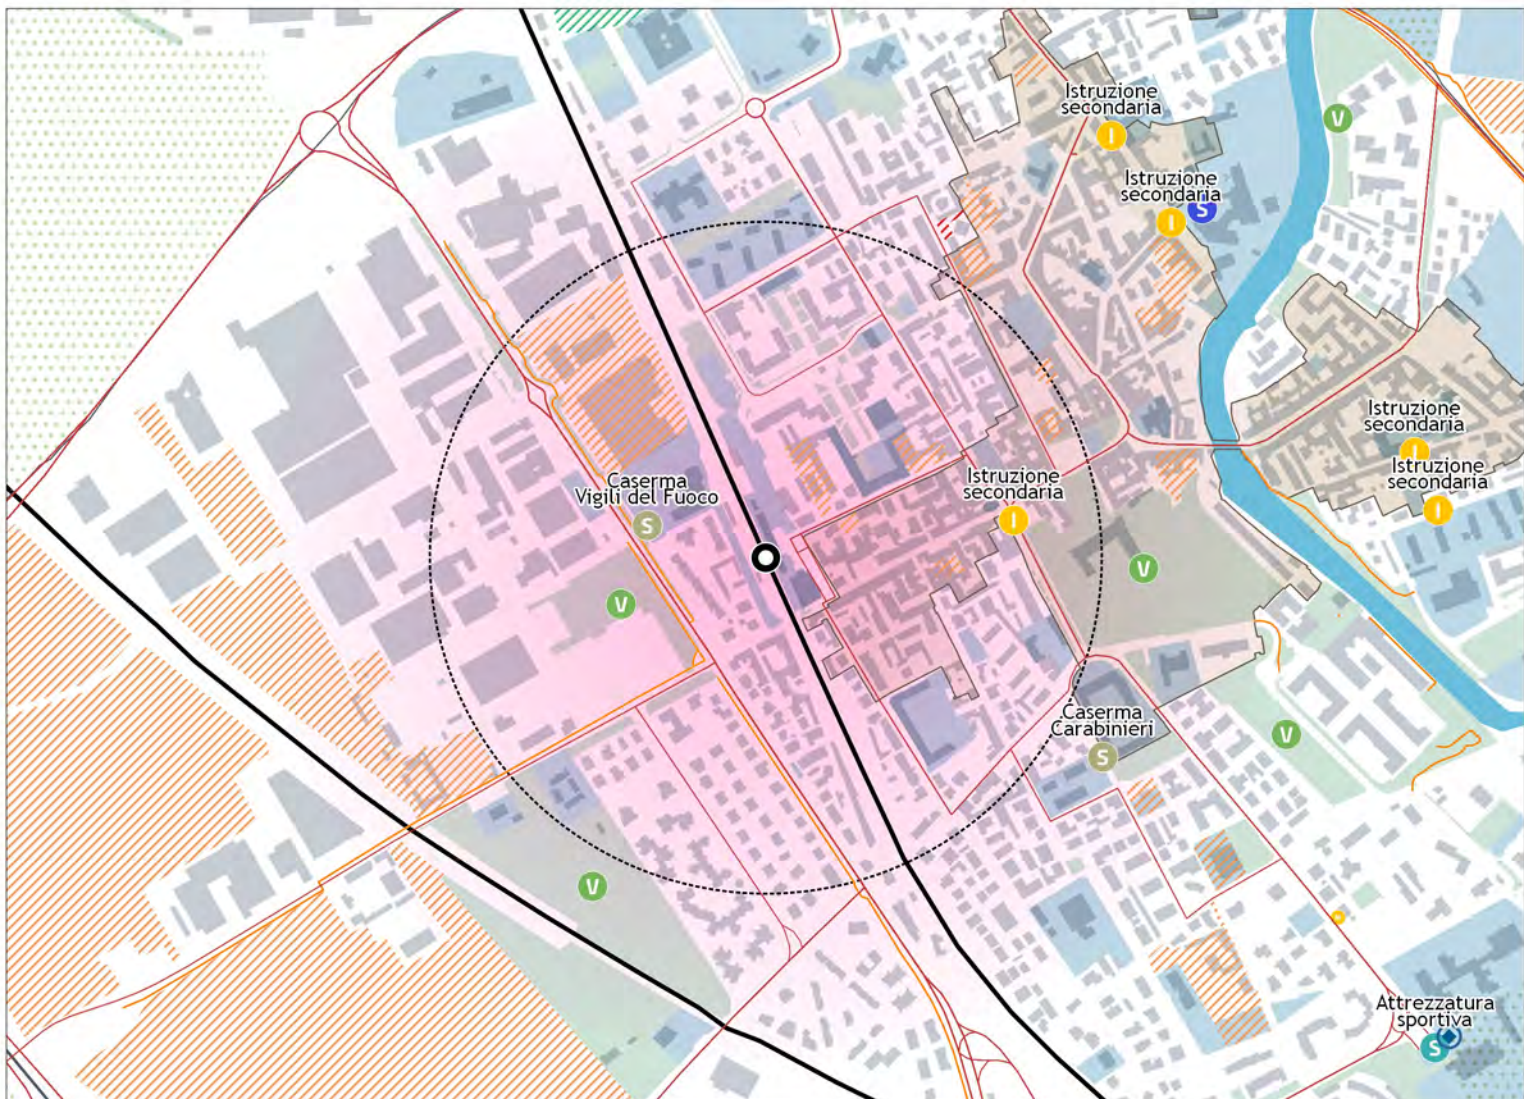 Istruzione
secondaria
I
V
Istruzione
secondaria
I
S
Istruzione
secondaria
I
Istruzione
secondaria
I
Istruzione
secondaria
I
Caserma
Vigili del Fuoco
S
V
V
Caserma
Carabinieri
S
V
V
Attrezzatura
sportiva
S